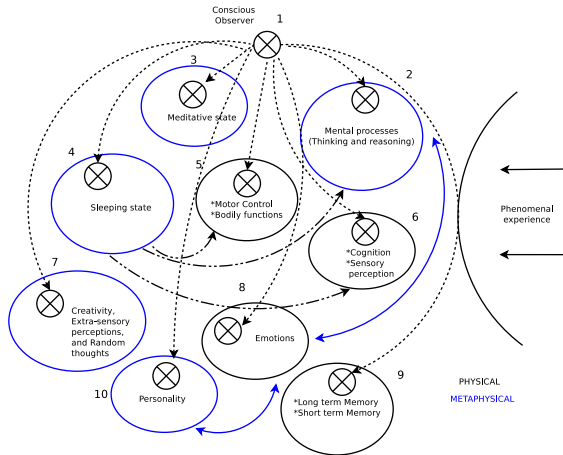 Conscious
Observer
1
3
2
Meditative state
Mental processes
(Thinking and reasoning)
4
5
Sleeping state
*Motor Control
*Bodily functions
Phenomenal
experience
6
*Cognition
*Sensory
perception
7
8
Creativity,
Extra-sensory
perceptions,
and Random
thoughts
Emotions
9
10
Personality
*Long term Memory
*Short term Memory
PHYSICAL
METAPHYSICAL